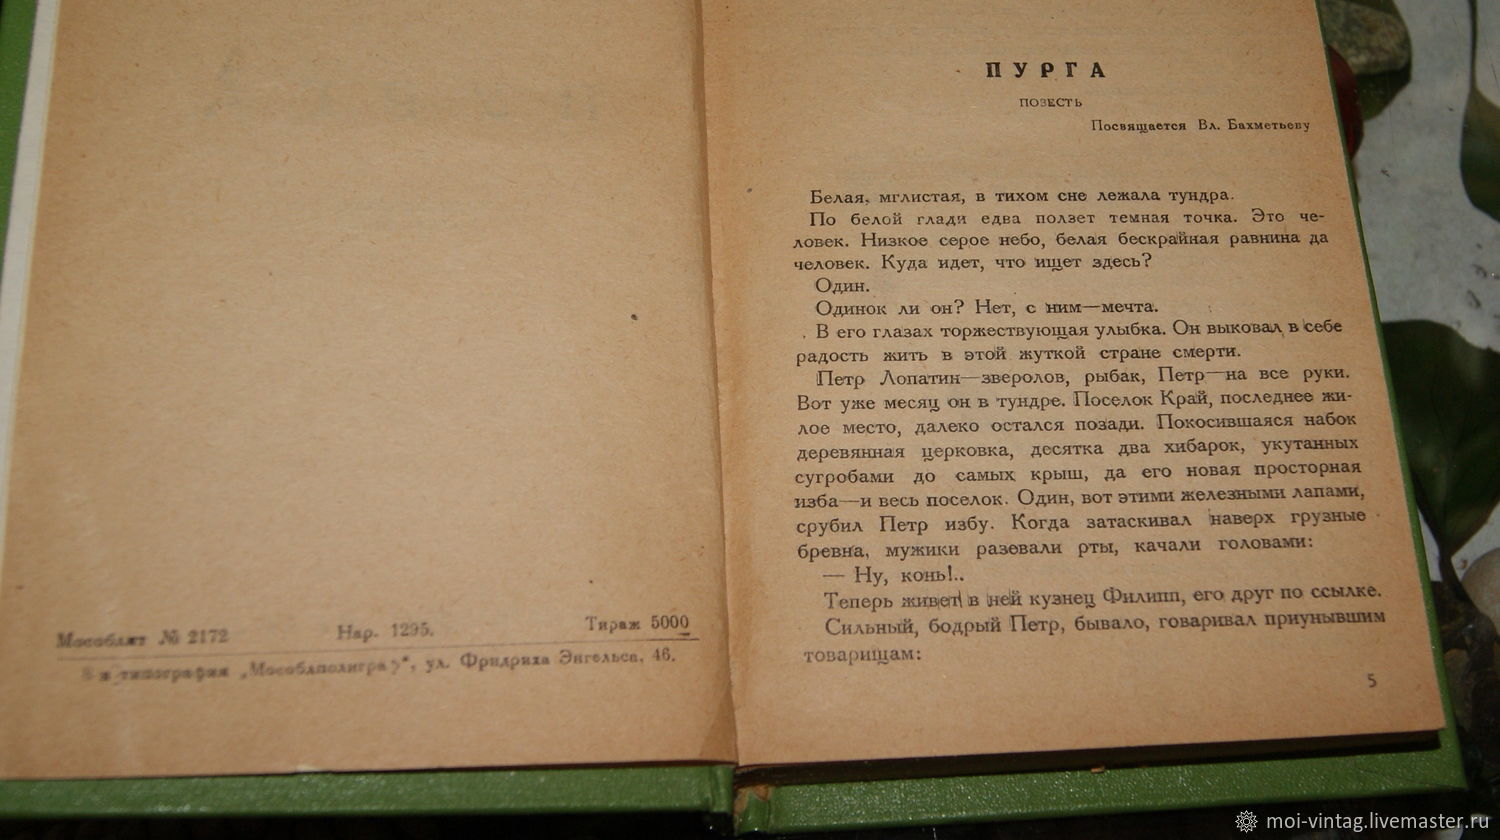 Мособлит № 2172 Нар. 1295. Тираж 5000
8-я типография „Мособлполиграф“, ул. Фридриха Энгельса, 46.
ПУРГА
ПОВЕСТЬ
Посвящается Вл. Бахметьеву
Белая, мглистая, в тихом сне лежала тундра.
По белой глади едва ползет темная точка. Это че-
ловек. Низкое серое небо, белая бескрайная равнина да
человек. Куда идет, что ищет здесь?
Один.
Одинок ли он? Нет, с ним—мечта.
В его глазах торжествующая улыбка. Он выковал в себе
радость жить в этой жуткой стране смерти.
Петр Лопатин—зверолов, рыбак, Петр—на все руки.
Вот уже месяц он в тундре. Поселок Край, последнее жи-
лое место, далеко остался позади. Покосившаяся набок
деревянная церковка, десятка два хибарок, укутанных
сугробами до самых крыш, да его новая просторная
изба—и весь поселок. Один, вот этими железными лапами,
срубил Петр избу. Когда затаскивал наверх грузные
бревна, мужики разевали рты, качали головами:
— Ну, конь!..
Теперь живет в ней кузнец Филипп, его друг по ссылке.
Сильный, бодрый Петр, бывало, говаривал приунывшим
товарищам:
5
moi-vintag.livemaster.ru